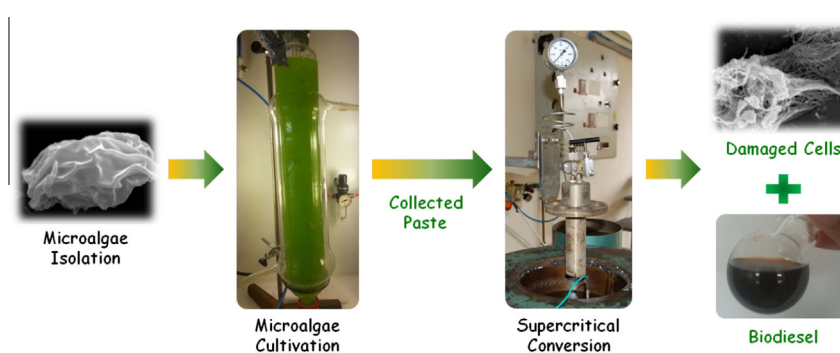 Microalgae
Isolation
Microalgae
Cultivation
Collected
Paste
Supercritical
Conversion
Damaged Cells
Biodiesel